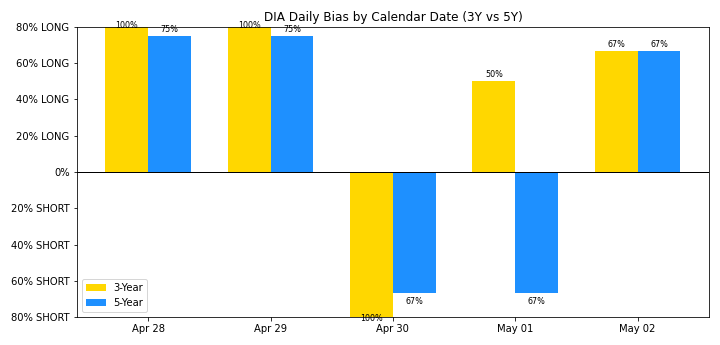 DIA Daily Bias by Calendar Date (3Y vs 5Y)
80% LONG
60% LONG
40% LONG
20% LONG
0%
20% SHORT
40% SHORT
60% SHORT
80% SHORT
100%
75%
100%
75%
100%
67%
50%
67%
67%
67%
3-Year
5-Year
Apr 28
Apr 29
Apr 30
May 01
May 02